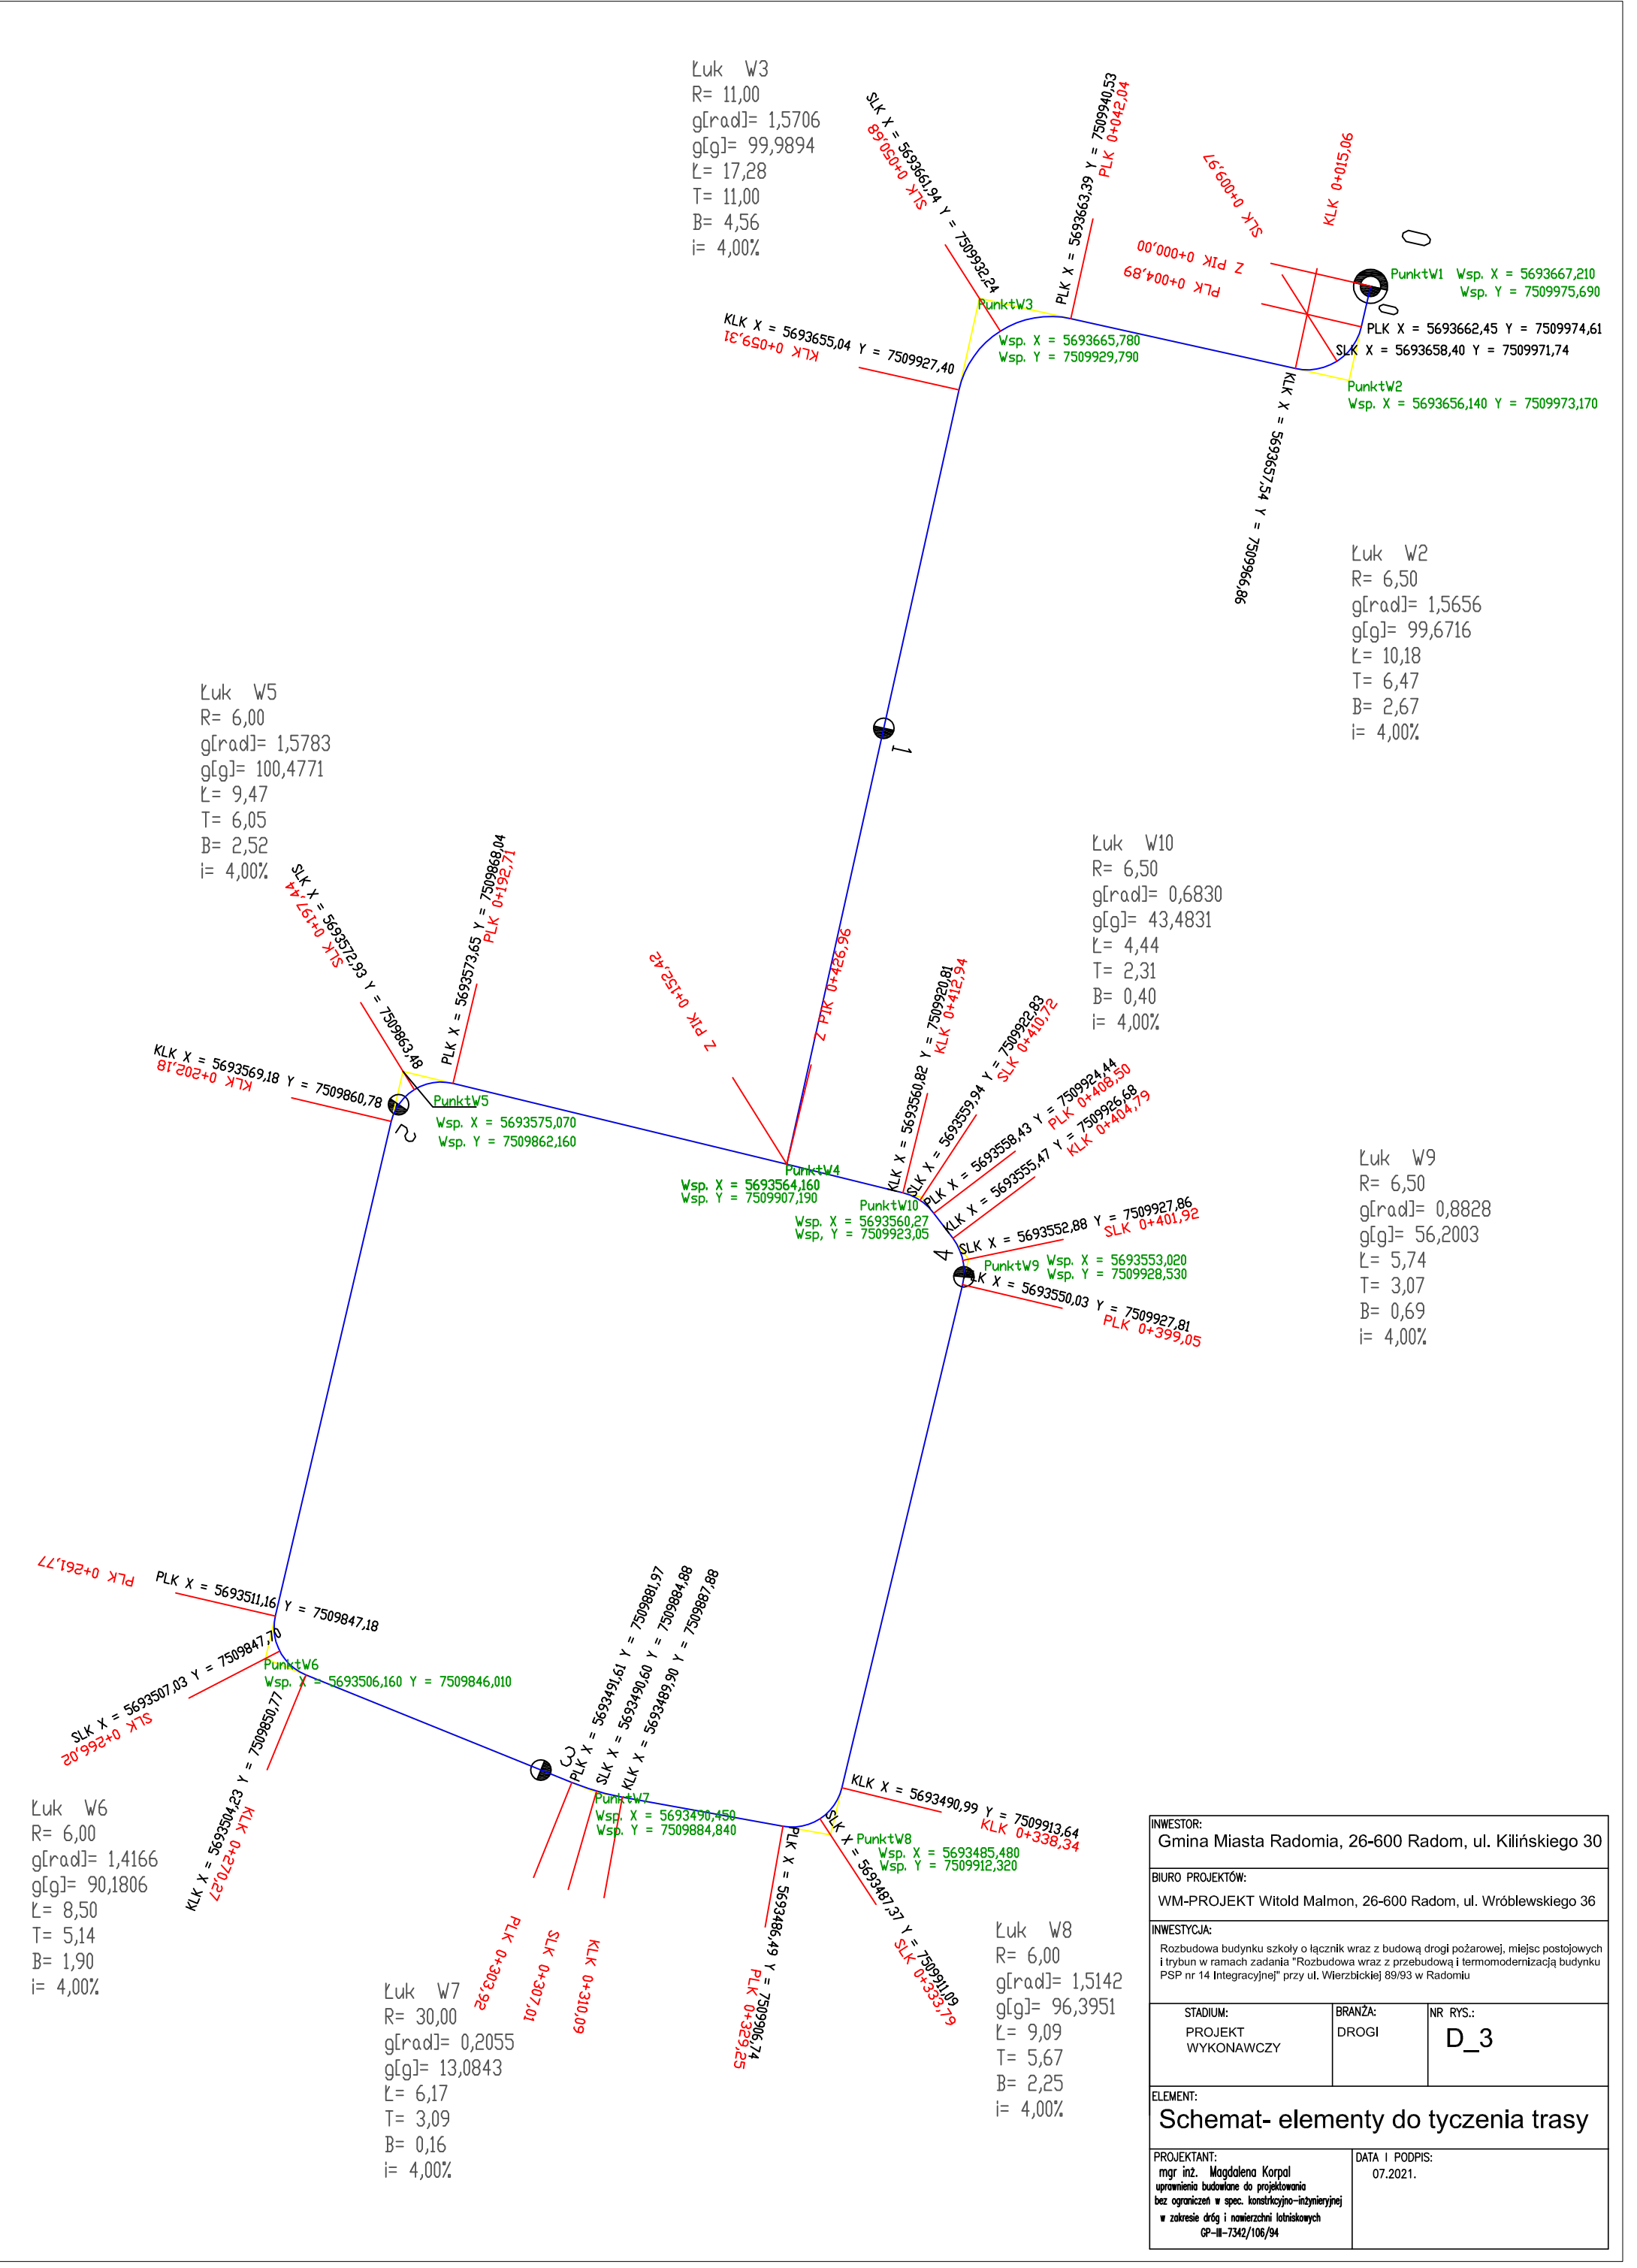 Łuk W3
R= 11,00
g[rad]= 1,5706
g[g]= 99,9894
Ł= 17,28
T= 11,00
B= 4,56
i= 4,00%
SLK X = 5693661,94 Y = 7509932,24
SLK 0+050,68
PLK X = 5693663,39 Y = 7509940,53
PLK 0+042,04
KLK X = 5693655,04 Y = 7509927,40
KLK 0+059,31
PunktW3
Wsp. X = 5693665,780
Wsp. Y = 7509929,790
SLK 0+009,97
KLK 0+015,06
Z PIK 0+000,00
PLK 0+004,89
PunktW1 Wsp. X = 5693667,210
Wsp. Y = 7509975,690
PLK X = 5693662,45 Y = 7509974,61
SLK X = 5693658,40 Y = 7509971,74
PunktW2
Wsp. X = 5693656,140 Y = 7509973,170
KLK X = 5693657,54 Y = 7509966,86
Łuk W2
R= 6,50
g[rad]= 1,5656
g[g]= 99,6716
Ł= 10,18
T= 6,47
B= 2,67
i= 4,00%
1
Łuk W5
R= 6,00
g[rad]= 1,5783
g[g]= 100,4771
Ł= 9,47
T= 6,05
B= 2,52
i= 4,00%
SLK X = 5693572,93 Y = 7509863,48
SLK 0+197,44
PLK X = 5693573,65 Y = 7509868,04
PLK 0+192,71
KLK X = 5693569,18 Y = 7509860,78
KLK 0+202,18
2
PunktW5
Wsp. X = 5693575,070
Wsp. Y = 7509862,160
Z PIK 0+152,42
Z PIK 0+426,96
PunktW4
Wsp. X = 5693564,160
Wsp. Y = 7509907,190
Łuk W10
R= 6,50
g[rad]= 0,6830
g[g]= 43,4831
Ł= 4,44
T= 2,31
B= 0,40
i= 4,00%
KLK X = 5693560,82 Y = 7509920,81
KLK 0+412,94
SLK X = 5693559,94 Y = 7509922,83
SLK 0+410,72
PLK X = 5693558,43 Y = 7509924,44
PLK 0+408,50
KLK X = 5693555,47 Y = 7509926,68
KLK 0+404,79
SLK X = 5693552,88 Y = 7509927,86
SLK 0+401,92
PunktW10
Wsp. X = 5693560,27
Wsp, Y = 7509923,05
4
PunktW9 Wsp. X = 5693553,020
Wsp. Y = 7509928,530
PLK X = 5693550,03 Y = 7509927,81
PLK 0+399,05
Łuk W9
R= 6,50
g[rad]= 0,8828
g[g]= 56,2003
Ł= 5,74
T= 3,07
B= 0,69
i= 4,00%
PLK 0+261,77
PLK X = 5693511,16 Y = 7509847,18
SLK X = 5693507,03 Y = 7509847,70
SLK 0+266,02
PunktW6
Wsp. X = 5693506,160 Y = 7509846,010
KLK X = 5693504,23 Y = 7509850,77
KLK 0+270,27
Łuk W6
R= 6,00
g[rad]= 1,4166
g[g]= 90,1806
Ł= 8,50
T= 5,14
B= 1,90
i= 4,00%
3
PLK X = 5693491,61 Y = 7509881,97
SLK X = 5693490,60 Y = 7509884,88
KLK X = 5693489,90 Y = 7509887,88
PunktW7
Wsp. X = 5693490,450
Wsp. Y = 7509884,840
PLK 0+303,92
SLK 0+307,01
KLK 0+310,09
Łuk W7
R= 30,00
g[rad]= 0,2055
g[g]= 13,0843
Ł= 6,17
T= 3,09
B= 0,16
i= 4,00%
KLK X = 5693490,99 Y = 7509913,64
KLK 0+338,34
PunktW8
Wsp. X = 5693485,480
Wsp. Y = 7509912,320
SLK X = 5693487,37 Y = 7509911,09
SLK 0+333,79
PLK X = 5693486,49 Y = 7509906,74
PLK 0+329,25
Łuk W8
R= 6,00
g[rad]= 1,5142
g[g]= 96,3951
Ł= 9,09
T= 5,67
B= 2,25
i= 4,00%
INWESTOR:
Gmina Miasta Radomia, 26-600 Radom, ul. Kilińskiego 30
BIURO PROJEKTÓW:
WM-PROJEKT Witold Malmon, 26-600 Radom, ul. Wróblewskiego 36
INWESTYCJA:
Rozbudowa budynku szkoły o łącznik wraz z budową drogi pożarowej, miejsc postojowych
i trybun w ramach zadania "Rozbudowa wraz z przebudową i termomodernizacją budynku
PSP nr 14 Integracyjnej" przy ul. Wierzbickiej 89/93 w Radomiu
STADIUM:
PROJEKT
WYKONAWCZY
BRANŻA:
DROGI
NR RYS.:
D_3
ELEMENT:
Schemat- elementy do tyczenia trasy
PROJEKTANT:
mgr inż. Magdalena Korpal
uprawnienia budowlane do projektowania
bez ograniczeń w spec. konstrkcyjno-inżynieryjnej
w zakresie dróg i nawierzchni lotniskowych
GP-III-7342/106/94
DATA I PODPIS:
07.2021.